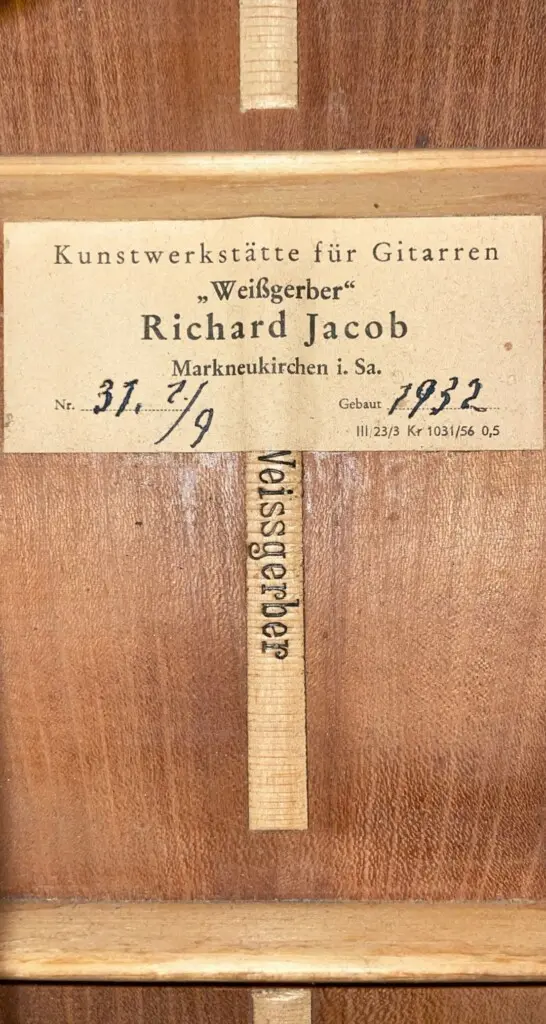 Kunstwerkstätte für Gitarren
„Weißgerber“
Richard Jacob
Markneukirchen i. Sa.
Nr. 31. 1/9 Gebaut 1932
III 23/3 Kr 1031/56 0,5
Weissgerber